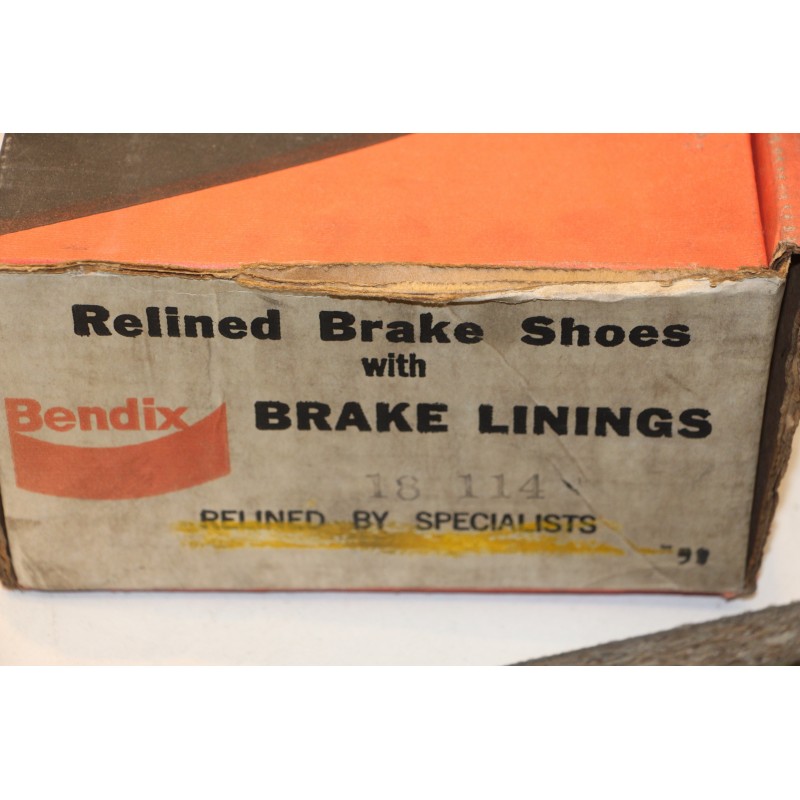 Relined Brake Shoes
with
Bendix BRAKE LININGS
18 114
RELINED BY SPECIALISTS